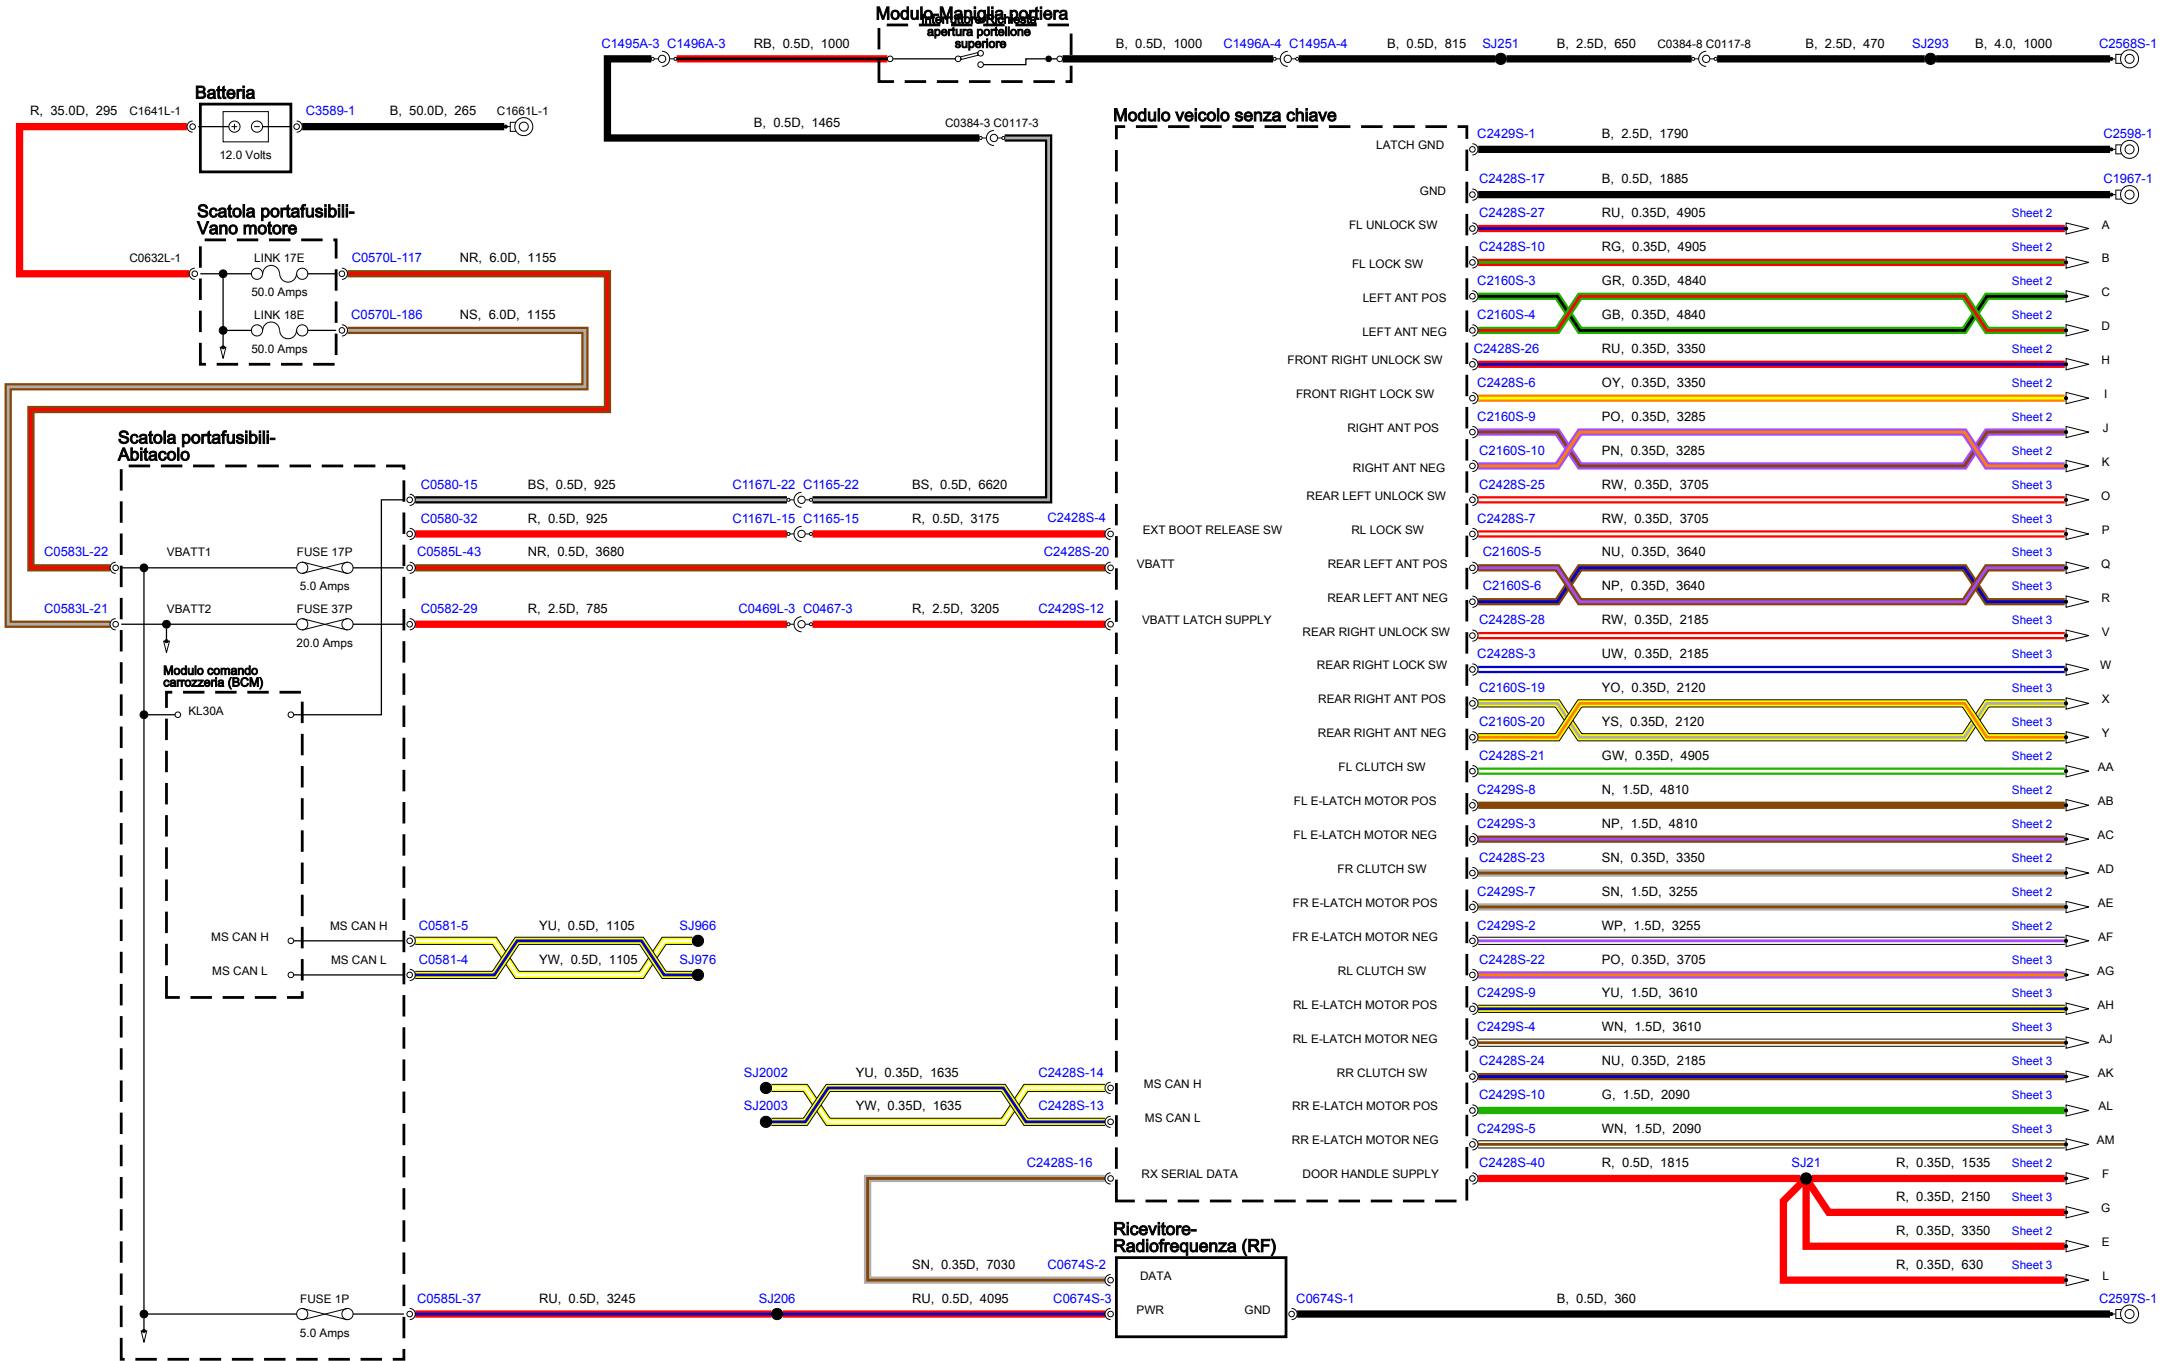 Modulo-Maniglia portiera
Interruttore-Richiesta
apertura portellone
superiore
C1495A-3 C1496A-3 RB, 0.5D, 1000
B, 0.5D, 1000 C1496A-4 C1495A-4 B, 0.5D, 815 SJ251 B, 2.5D, 650 C0384-8 C0117-8 B, 2.5D, 470 SJ293 B, 4.0, 1000 C2568S-1
Batteria
R, 35.0D, 295 C1641L-1 C3589-1 B, 50.0D, 265 C1661L-1
12.0 Volts
B, 0.5D, 1465 C0384-3 C0117-3
Scatola portafusibili-
Vano motore
C0632L-1 LINK 17E C0570L-117 NR, 6.0D, 1155
50.0 Amps
LINK 18E C0570L-186 NS, 6.0D, 1155
50.0 Amps
Scatola portafusibili-
Abitacolo
C0580-15 BS, 0.5D, 925 C1167L-22 C1165-22 BS, 0.5D, 6620
C0580-32 R, 0.5D, 925 C1167L-15 C1165-15 R, 0.5D, 3175 C2428S-4
C0583L-22 VBATT1 FUSE 17P C0585L-43 NR, 0.5D, 3680 C2428S-20
5.0 Amps
C0583L-21 VBATT2 FUSE 37P C0582-29 R, 2.5D, 785 C0469L-3 C0467-3 R, 2.5D, 3205 C2429S-12
20.0 Amps
Modulo comando
carrozzeria (BCM)
KL30A
MS CAN H MS CAN H C0581-5 YU, 0.5D, 1105 SJ966
MS CAN L MS CAN L C0581-4 YW, 0.5D, 1105 SJ976
SJ2002 YU, 0.35D, 1635 C2428S-14
SJ2003 YW, 0.35D, 1635 C2428S-13
C2428S-16
SN, 0.35D, 7030 C0674S-2
FUSE 1P C0585L-37 RU, 0.5D, 3245 SJ206 RU, 0.5D, 4095 C0674S-3
5.0 Amps
Modulo veicolo senza chiave
EXT BOOT RELEASE SW
VBATT
VBATT LATCH SUPPLY
MS CAN H
MS CAN L
RX SERIAL DATA
LATCH GND C2429S-1 B, 2.5D, 1790 C2598-1
GND C2428S-17 B, 0.5D, 1885 C1967-1
FL UNLOCK SW C2428S-27 RU, 0.35D, 4905 Sheet 2 A
FL LOCK SW C2428S-10 RG, 0.35D, 4905 Sheet 2 B
LEFT ANT POS C2160S-3 GR, 0.35D, 4840 Sheet 2 C
LEFT ANT NEG C2160S-4 GB, 0.35D, 4840 Sheet 2 D
FRONT RIGHT UNLOCK SW C2428S-26 RU, 0.35D, 3350 Sheet 2 H
FRONT RIGHT LOCK SW C2428S-6 OY, 0.35D, 3350 Sheet 2 I
RIGHT ANT POS C2160S-9 PO, 0.35D, 3285 Sheet 2 J
RIGHT ANT NEG C2160S-10 PN, 0.35D, 3285 Sheet 2 K
REAR LEFT UNLOCK SW C2428S-25 RW, 0.35D, 3705 Sheet 3 O
RL LOCK SW C2428S-7 RW, 0.35D, 3705 Sheet 3 P
REAR LEFT ANT POS C2160S-5 NU, 0.35D, 3640 Sheet 3 Q
REAR LEFT ANT NEG C2160S-6 NP, 0.35D, 3640 Sheet 3 R
REAR RIGHT UNLOCK SW C2428S-28 RW, 0.35D, 2185 Sheet 3 V
REAR RIGHT LOCK SW C2428S-3 UW, 0.35D, 2185 Sheet 3 W
REAR RIGHT ANT POS C2160S-19 YO, 0.35D, 2120 Sheet 3 X
REAR RIGHT ANT NEG C2160S-20 YS, 0.35D, 2120 Sheet 3 Y
FL CLUTCH SW C2428S-21 GW, 0.35D, 4905 Sheet 2 AA
FL E-LATCH MOTOR POS C2429S-8 N, 1.5D, 4810 Sheet 2 AB
FL E-LATCH MOTOR NEG C2429S-3 NP, 1.5D, 4810 Sheet 2 AC
FR CLUTCH SW C2428S-23 SN, 0.35D, 3350 Sheet 2 AD
FR E-LATCH MOTOR POS C2429S-7 SN, 1.5D, 3255 Sheet 2 AE
FR E-LATCH MOTOR NEG C2429S-2 WP, 1.5D, 3255 Sheet 2 AF
RL CLUTCH SW C2428S-22 PO, 0.35D, 3705 Sheet 3 AG
RL E-LATCH MOTOR POS C2429S-9 YU, 1.5D, 3610 Sheet 3 AH
RL E-LATCH MOTOR NEG C2429S-4 WN, 1.5D, 3610 Sheet 3 AJ
RR CLUTCH SW C2428S-24 NU, 0.35D, 2185 Sheet 3 AK
RR E-LATCH MOTOR POS C2429S-10 G, 1.5D, 2090 Sheet 3 AL
RR E-LATCH MOTOR NEG C2429S-5 WN, 1.5D, 2090 Sheet 3 AM
DOOR HANDLE SUPPLY C2428S-40 R, 0.5D, 1815 SJ21 R, 0.35D, 1535 Sheet 2 F
R, 0.35D, 2150 Sheet 3 G
R, 0.35D, 3350 Sheet 2 E
R, 0.35D, 630 Sheet 3 L
Ricevitore-
Radiofrequenza (RF)
DATA
PWR GND C0674S-1 B, 0.5D, 360 C2597S-1